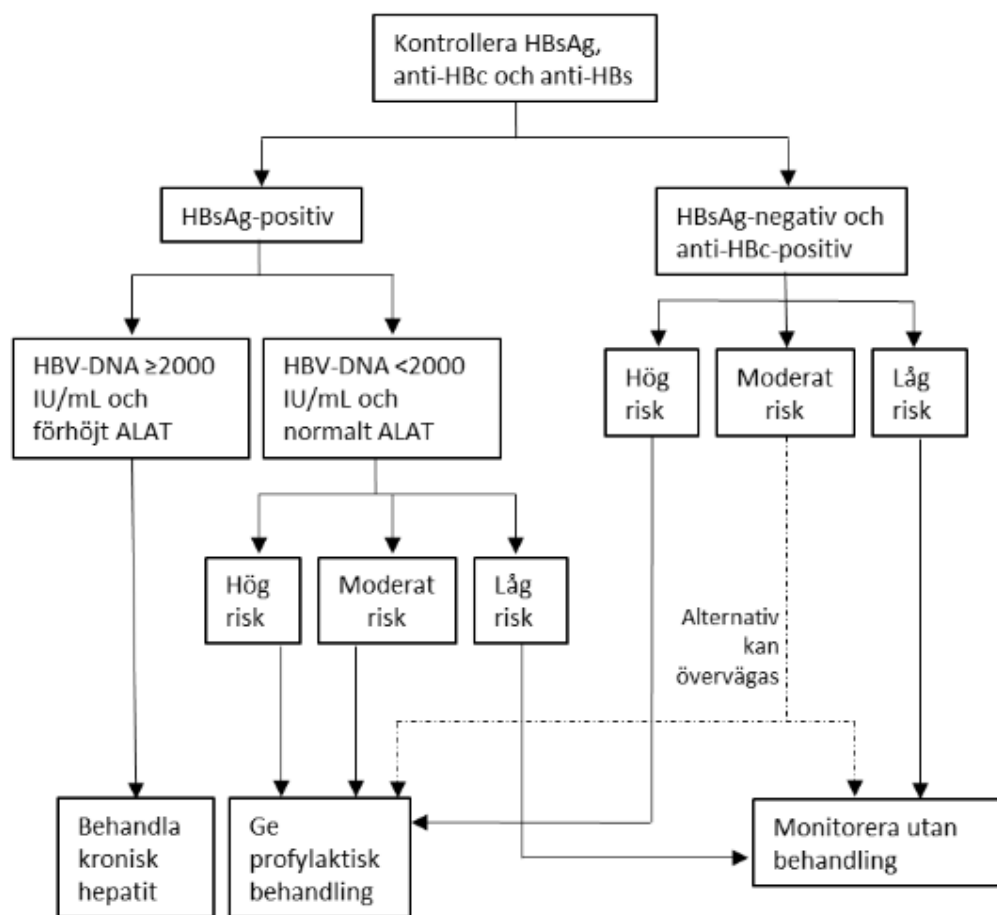 Kontrollera HBsAg,
anti-HBc och anti-HBs
HBsAg-positiv
HBsAg-negativ och
anti-HBc-positiv
HBV-DNA ≥2000
IU/mL och
förhöjt ALAT
HBV-DNA <2000
IU/mL och
normalt ALAT
Hög
risk
Moderat
risk
Låg
risk
Hög
risk
Moderat
risk
Låg
risk
Alternativ
kan
övervägas
Behandla
kronisk
hepatit
Ge
profylaktisk
behandling
Monitorera utan
behandling